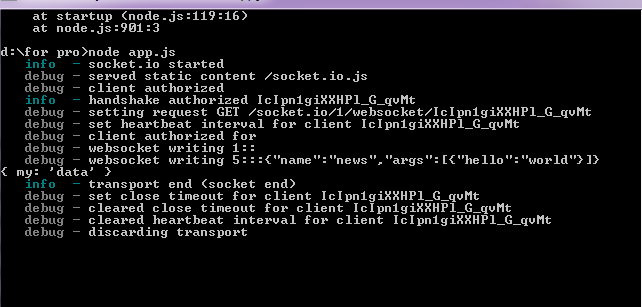 at startup (node.js:119:16)
at node.js:901:3
d:\for pro>node app.js
info - socket.io started
debug - served static content /socket.io.js
debug - client authorized
info - handshake authorized IcIpn1giXXHPl_G_qvMt
debug - setting request GET /socket.io/1/websocket/IcIpn1giXXHPl_G_qvMt
debug - set heartbeat interval for client IcIpn1giXXHPl_G_qvMt
debug - client authorized for
debug - websocket writing 1::
debug - websocket writing 5:::{"name":"news","args":[{"hello":"world"}]}
{ my: 'data' }
info - transport end (socket end)
debug - set close timeout for client IcIpn1giXXHPl_G_qvMt
debug - cleared close timeout for client IcIpn1giXXHPl_G_qvMt
debug - cleared heartbeat interval for client IcIpn1giXXHPl_G_qvMt
debug - discarding transport